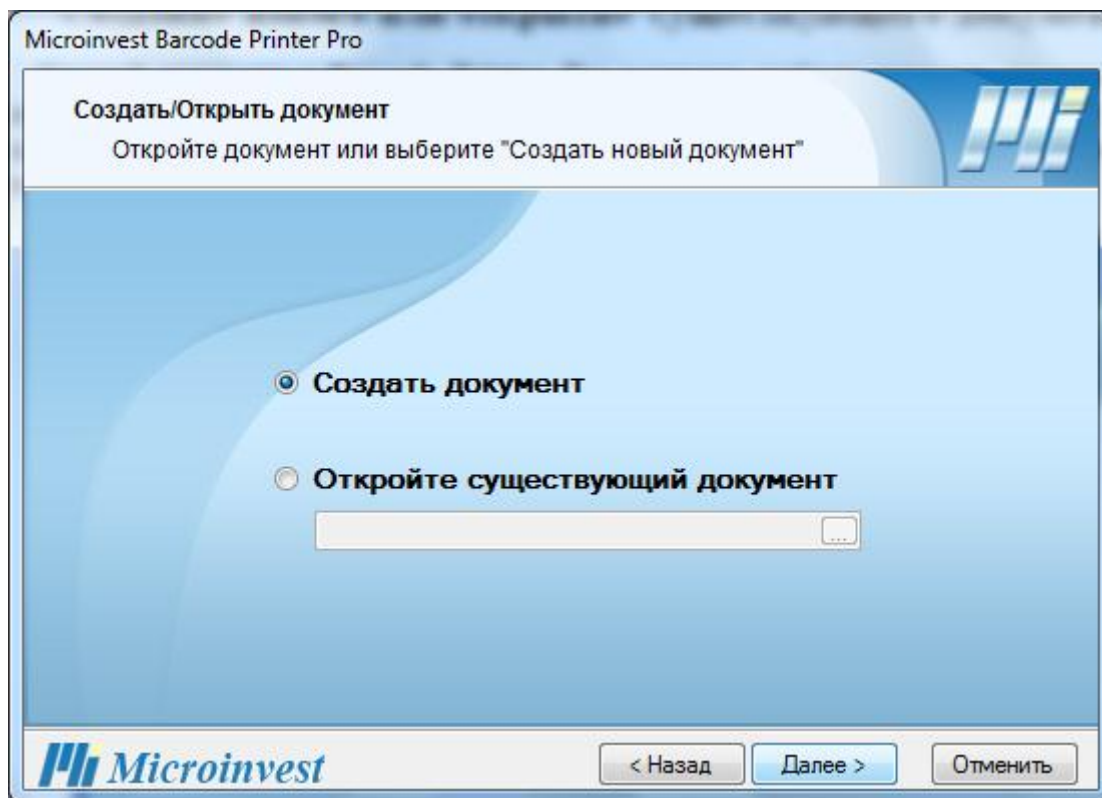 Microinvest Barcode Printer Pro
Создать/Открыть документ
Откройте документ или выберите "Создать новый документ"
Создать документ
Откройте существующий документ
...
Microinvest
< Назад
Далее >
Отменить